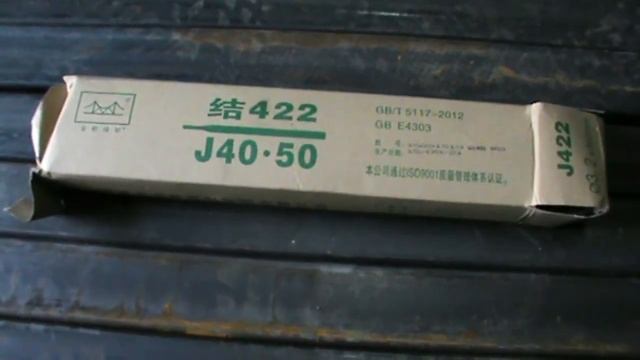 结422
J40·50
GB/T 5117-2012
GB E4303
本公司通过ISO9001质量管理体系认证。
J422